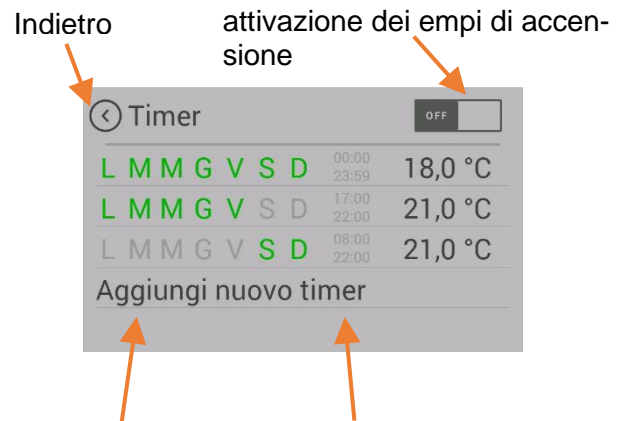 Indietro
attivazione dei empi di accen-
sione
Timer
OFF
L M M G V S D 00:00 23:59 18,0 °C
L M M G V S D 17:00 22:00 21,0 °C
L M M G V S D 08:00 22:00 21,0 °C
Aggiungi nuovo timer